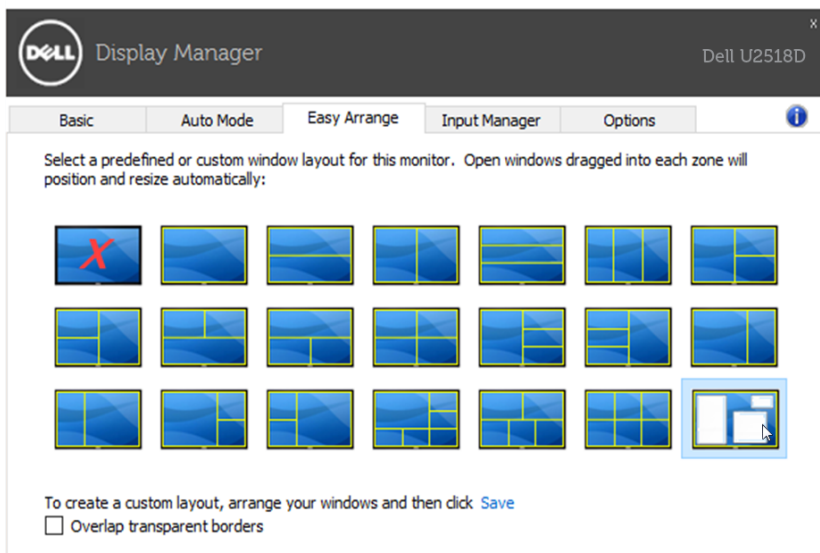 x
DELL Display Manager
Dell U2518D
Basic Auto Mode Easy Arrange Input Manager Options i
Select a predefined or custom window layout for this monitor. Open windows dragged into each zone will
position and resize automatically:
X
To create a custom layout, arrange your windows and then click Save
Overlap transparent borders